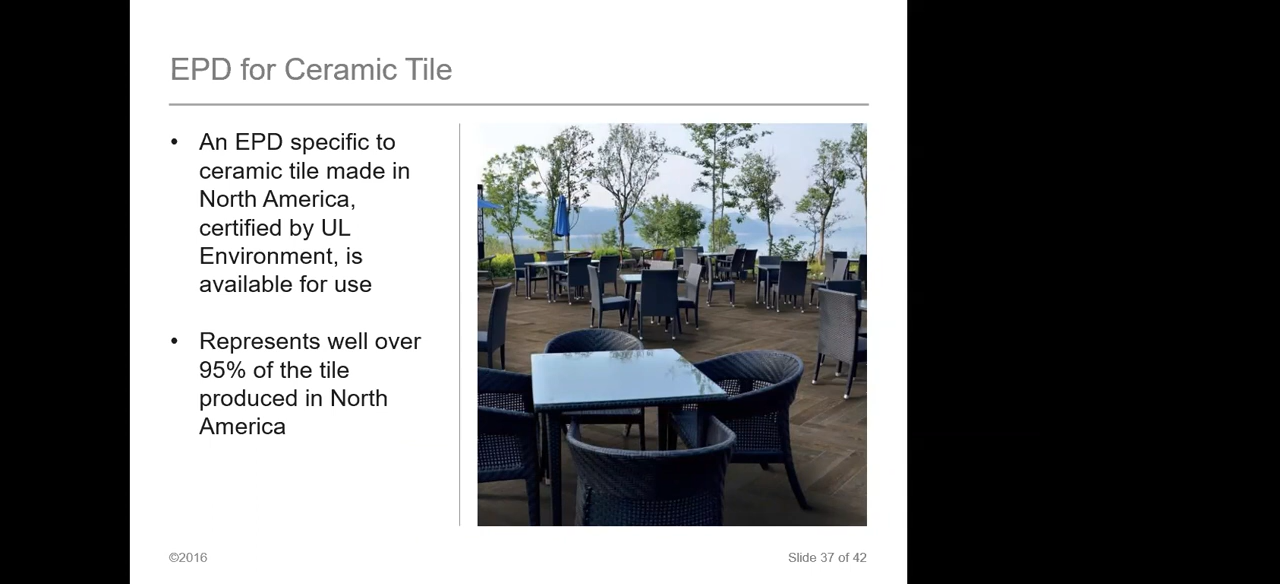 EPD for Ceramic Tile
• An EPD specific to
ceramic tile made in
North America,
certified by UL
Environment, is
available for use
• Represents well over
95% of the tile
produced in North
America
©2016
Slide 37 of 42